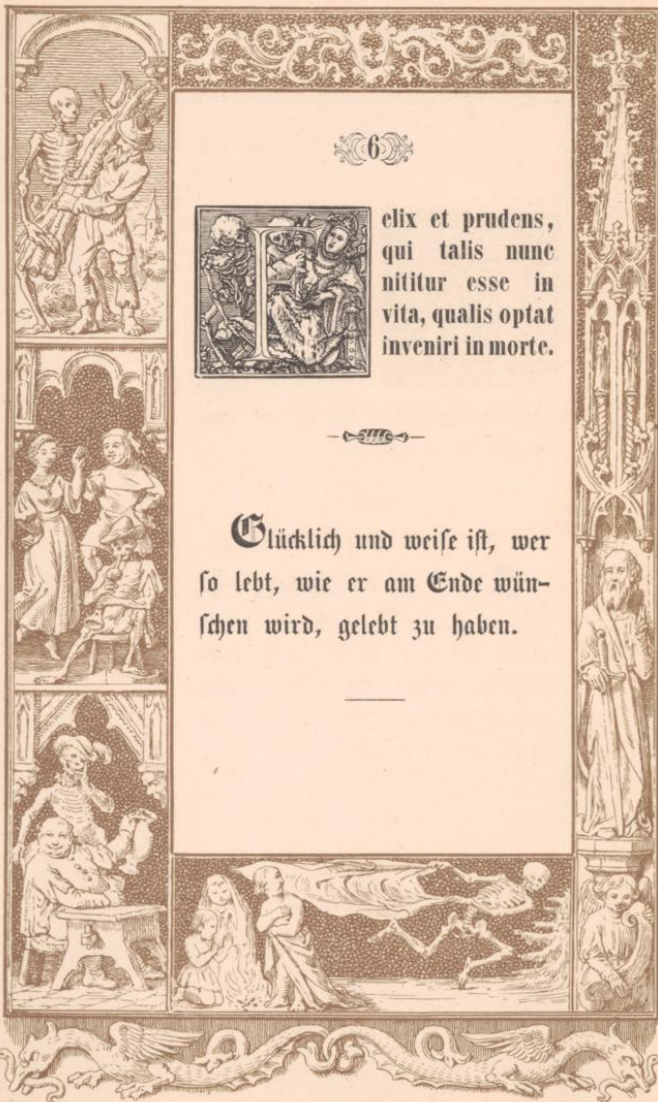 6
Felix et prudens,
qui talis nunc
nititur esse in
vita, qualis optat
inveniri in morte.
Glücklich und weise ist, wer
so lebt, wie er am Ende wün-
schen wird, gelebt zu haben.